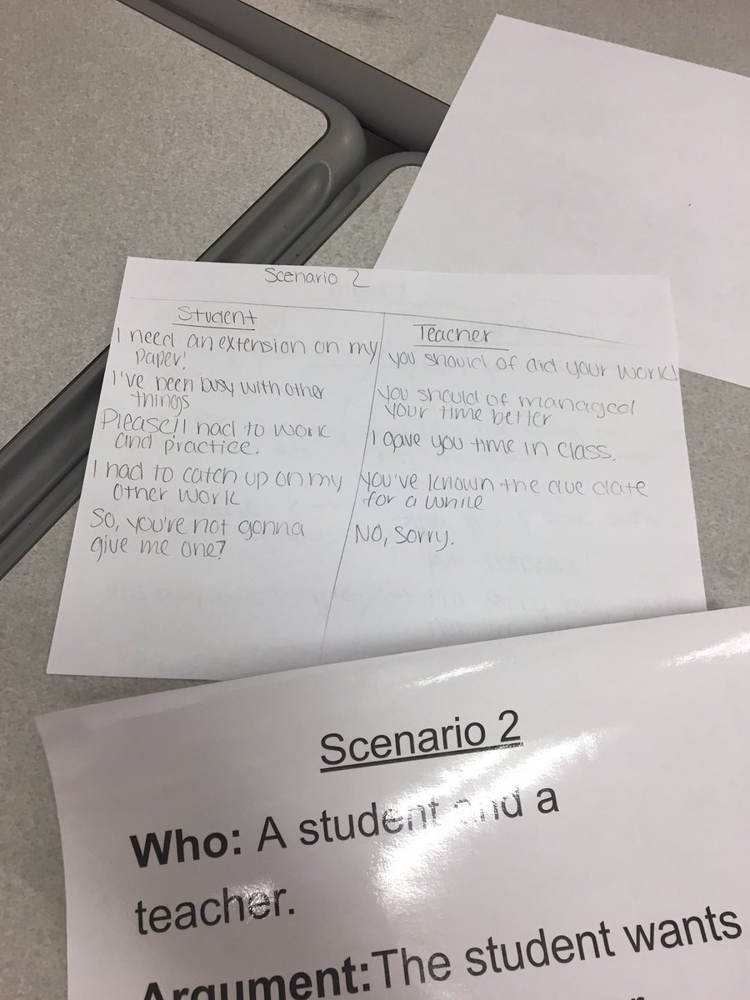 Scenario 2
Student
I need an extension on my
paper!
I've been busy with other
things
Please!I had to work
and practice.
I had to catch up on my
other work
So, you're not gonna
give me one?
Teacher
you should of did your work!
you should of managed
your time better
I gave you time in class.
you've known the due date
for a while
No, sorry.
Scenario 2
Who: A student and a
teacher.
Argument:The student wants